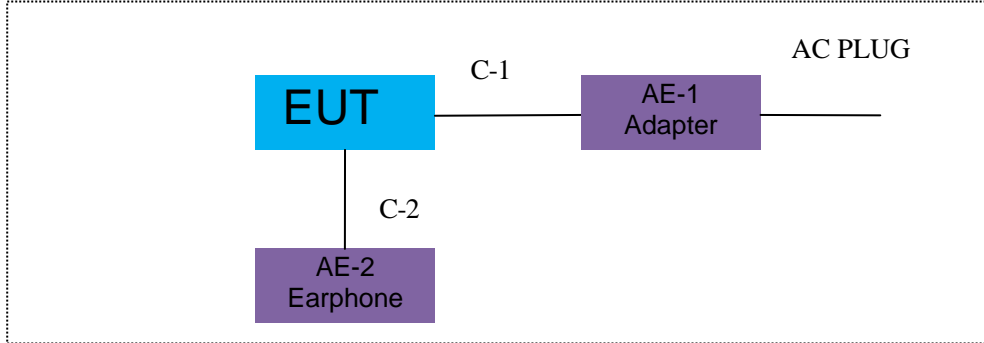 AC PLUG
C-1
EUT
AE-1
Adapter
C-2
AE-2
Earphone